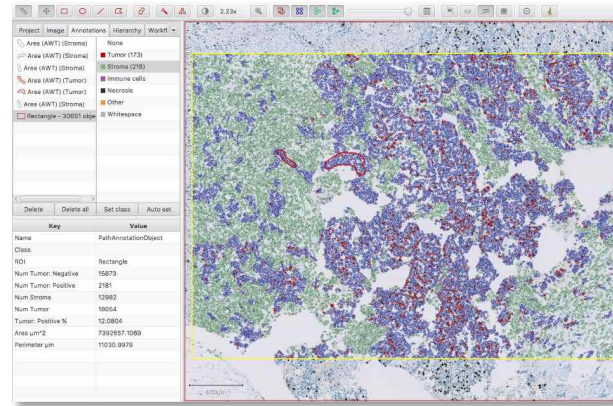 2.23x
Project Image Annotations Hierarchy Workfl
Area (AWT) (Stroma)
Area (AWT) (Stroma)
Area (AWT) (Stroma)
Area (AWT) (Tumor)
Area (AWT) (Tumor)
Area (AWT) (Stroma)
Rectangle - 30651 obje
None
Tumor (173)
Stroma (218)
Immune cells
Necrosis
Other
Whitespace
Delete Delete all Set class Auto set
Key Value
Name PathAnnotationObject
Class
ROI Rectangle
Num Tumor: Negative 15873
Num Tumor: Positive 2181
Num Stroma 12982
Num Tumor 18054
Tumor: Positive % 12.0804
Area µm^2 7392657.1069
Perimeter µm 11030.9979
400µm